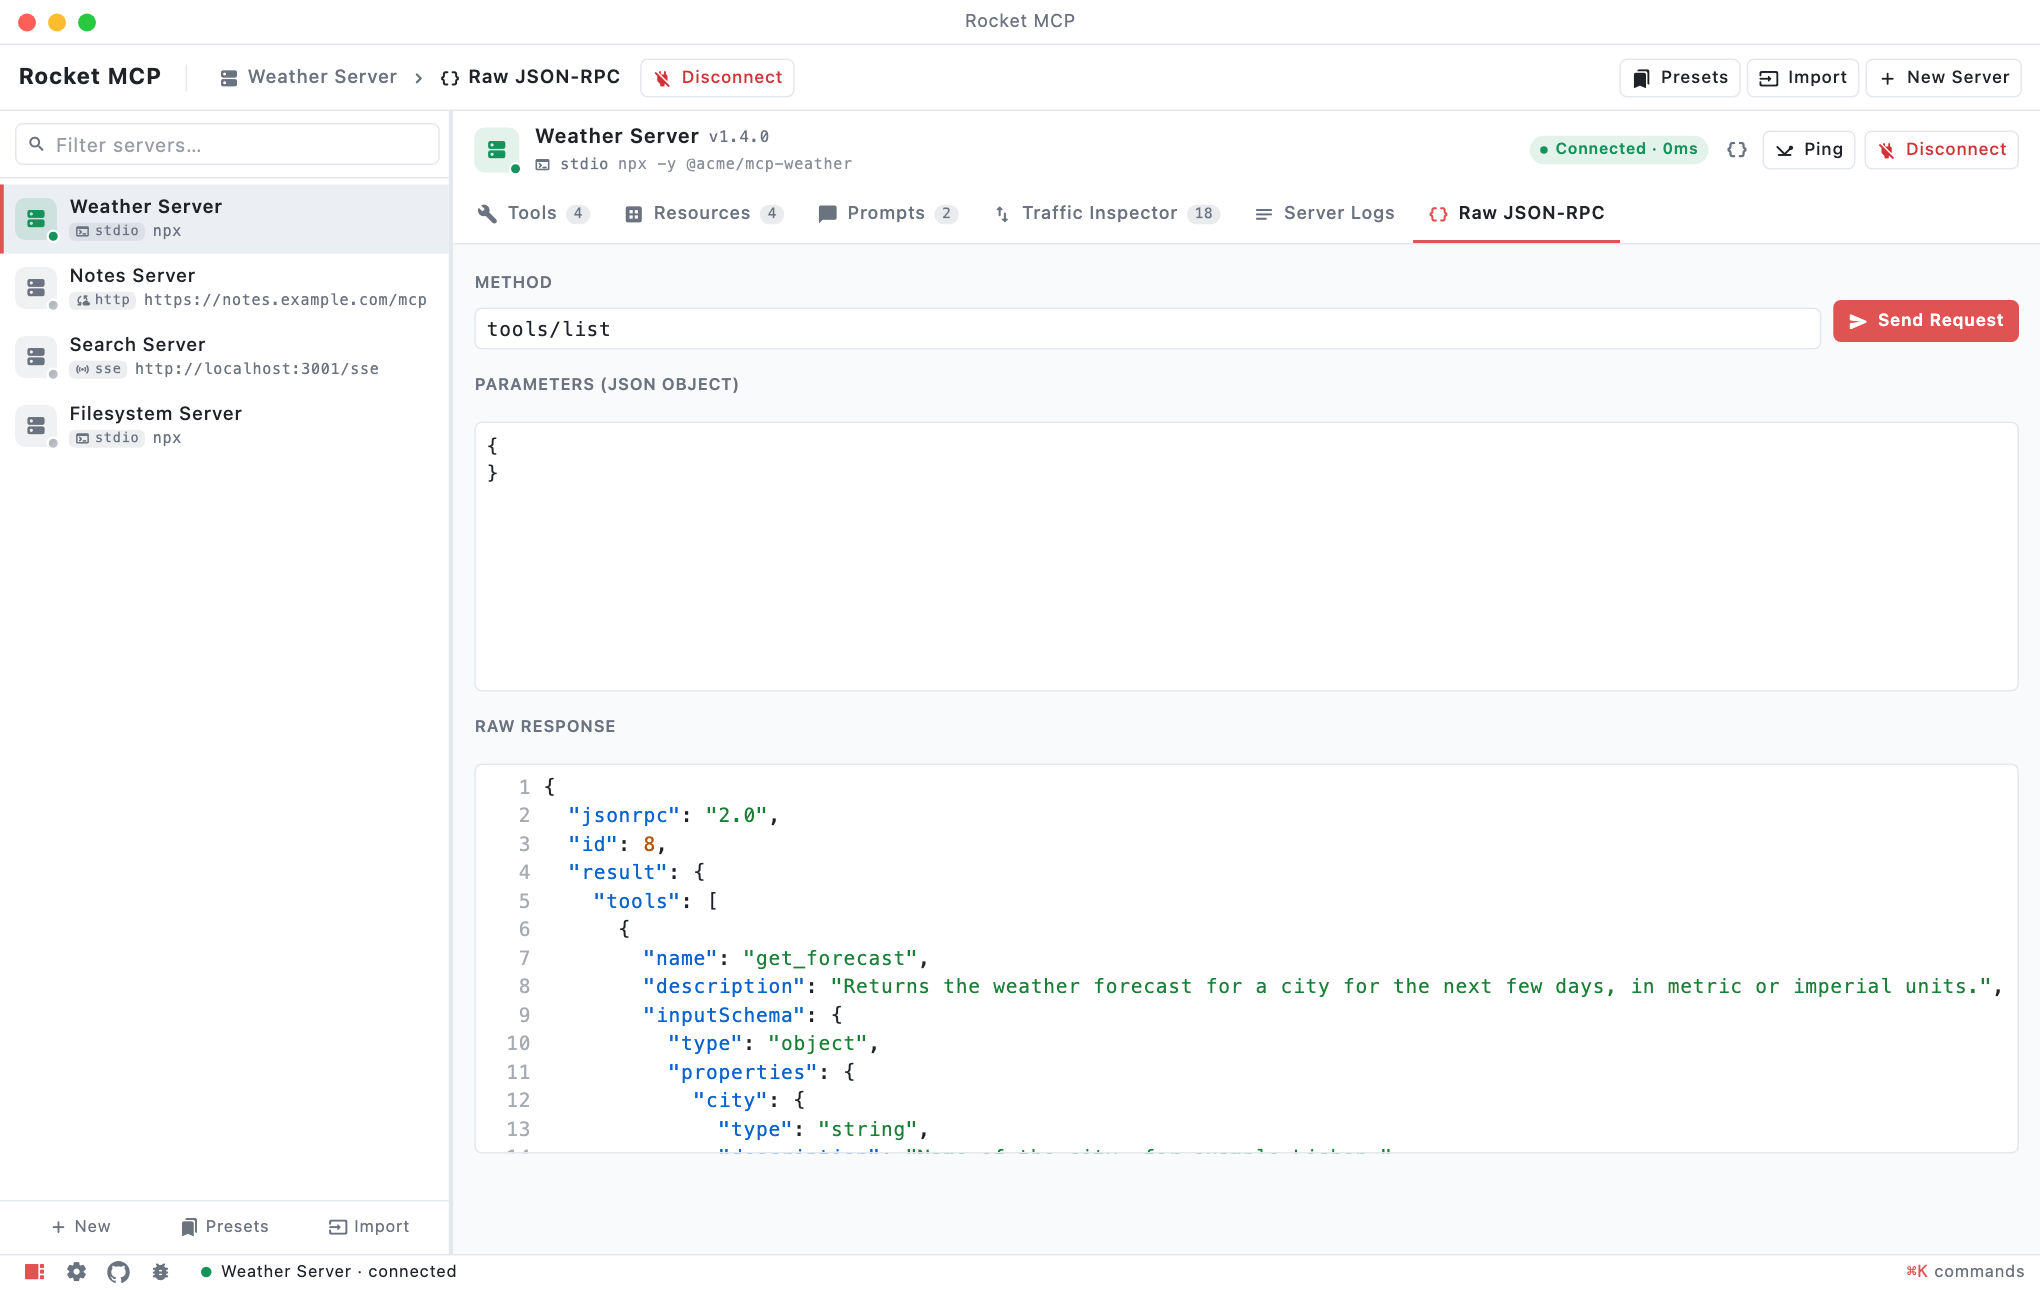 Rocket MCP
Rocket MCP
Weather Server › {} Raw JSON-RPC
Disconnect
Presets
Import
+ New Server
Filter servers...
Weather Server
stdio npx
Notes Server
http https://notes.example.com/mcp
Search Server
sse http://localhost:3001/sse
Filesystem Server
stdio npx
+ New
Presets
Import
Weather Server v1.4.0
stdio npx -y @acme/mcp-weather
Connected · 0ms
{}
Ping
Disconnect
Tools 4
Resources 4
Prompts 2
Traffic Inspector 18
Server Logs
{} Raw JSON-RPC
METHOD
tools/list
Send Request
PARAMETERS (JSON OBJECT)
{
}
RAW RESPONSE
1 {
2 "jsonrpc": "2.0",
3 "id": 8,
4 "result": {
5 "tools": [
6 {
7 "name": "get_forecast",
8 "description": "Returns the weather forecast for a city for the next few days, in metric or imperial units.",
9 "inputSchema": {
10 "type": "object",
11 "properties": {
12 "city": {
13 "type": "string",
Weather Server · connected
⌘K commands